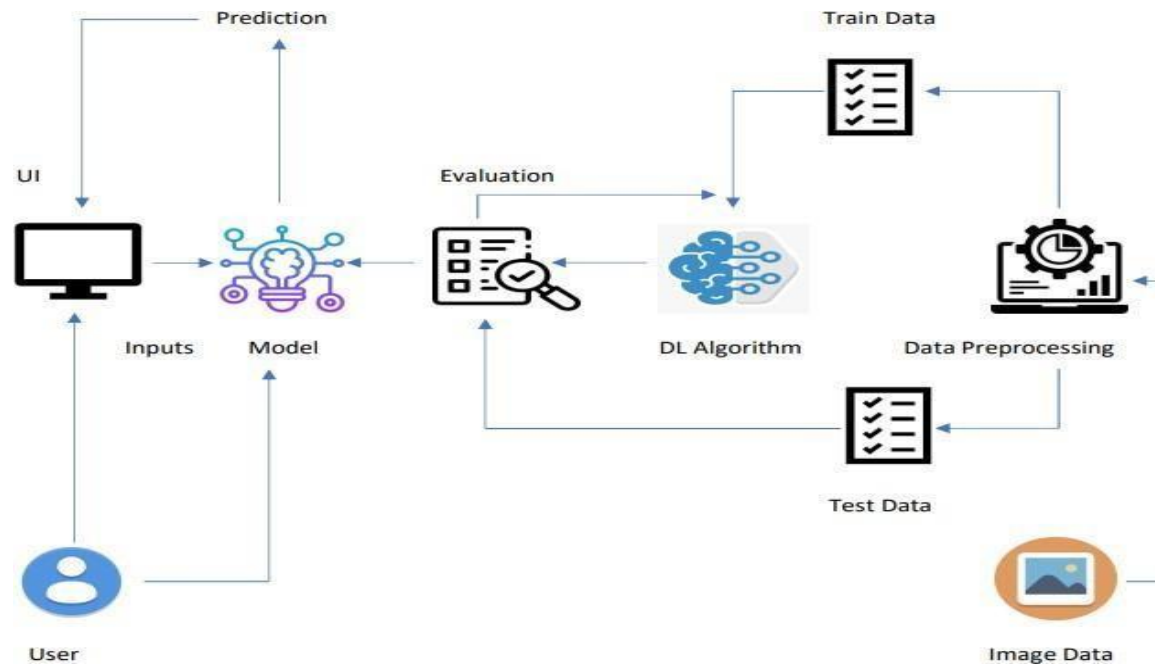 Prediction
Train Data
UI
Evaluation
Inputs
Model
DL Algorithm
Data Preprocessing
Test Data
User
Image Data